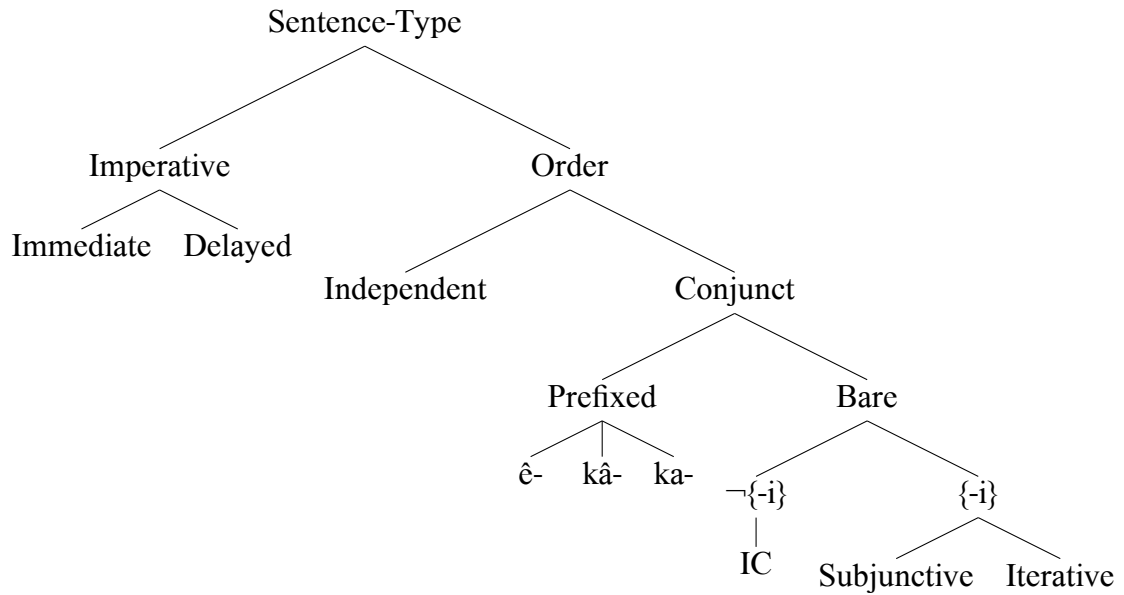 Sentence-Type
Imperative Order
Immediate Delayed
Independent Conjunct
Prefixed Bare
ê- kâ- ka-
¬{-i} {-i}
IC
Subjunctive Iterative